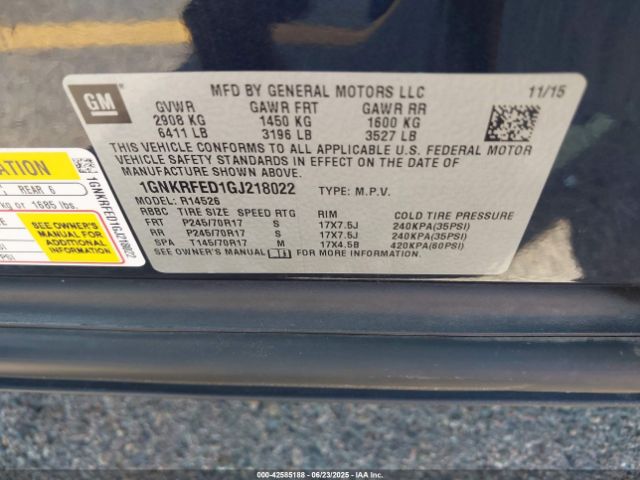 GM
MFD BY GENERAL MOTORS LLC 11/15
GVWR GAWR FRT GAWR RR
2908 KG 1450 KG 1600 KG
6411 LB 3196 LB 3527 LB
THIS VEHICLE CONFORMS TO ALL APPLICABLE U.S. FEDERAL MOTOR
VEHICLE SAFETY STANDARDS IN EFFECT ON THE DATE OF
MANUFACTURE SHOWN ABOVE.
1GNKRFED1GJ218022 TYPE: M.P.V.
MODEL: R14526
RBBC TIRE SIZE SPEED RTG RIM COLD TIRE PRESSURE
FRT P245/70R17 S 17X7.5J 240KPA(35PSI)
RR P245/70R17 S 17X7.5J 240KPA(35PSI)
SPA T145/70R17 M 17X4.5B 420KPA(60PSI)
SEE OWNER'S MANUAL
ATION
REAR 6
kg or 1685 lbs.
SEE OWNER'S
MANUAL FOR
ADDITIONAL
INFORMATION
1GNKRFED1GJ218022
000-42585188 - 06/23/2025 - IAAI.com